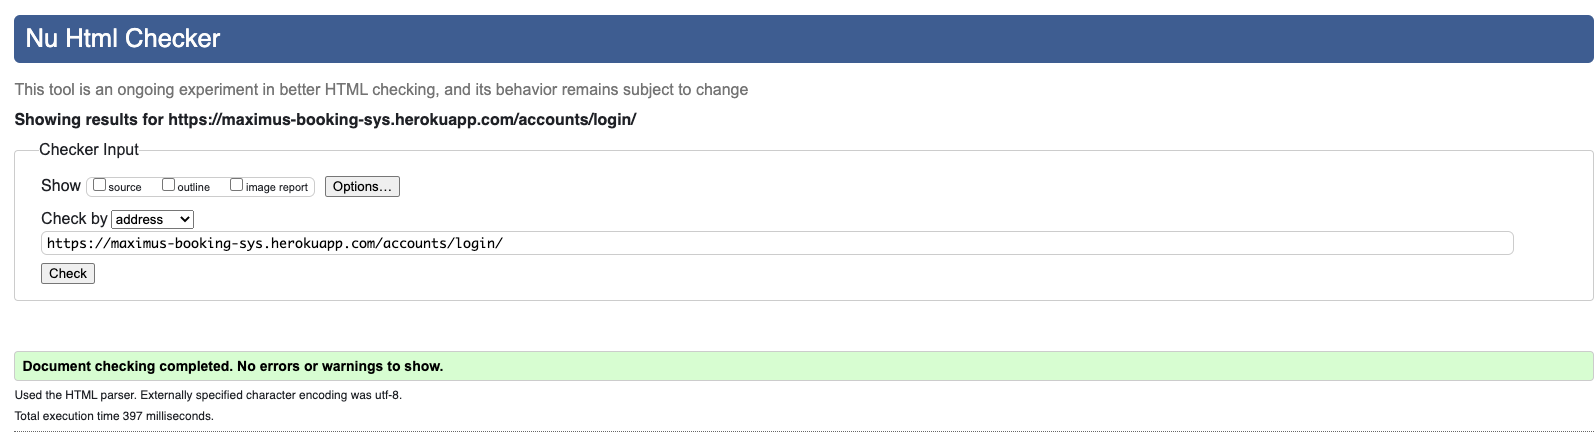 Nu Html Checker
This tool is an ongoing experiment in better HTML checking, and its behavior remains subject to change
Showing results for https://maximus-booking-sys.herokuapp.com/accounts/login/
Checker Input
Show source outline image report Options...
Check by address
https://maximus-booking-sys.herokuapp.com/accounts/login/
Check
Document checking completed. No errors or warnings to show.
Used the HTML parser. Externally specified character encoding was utf-8.
Total execution time 397 milliseconds.